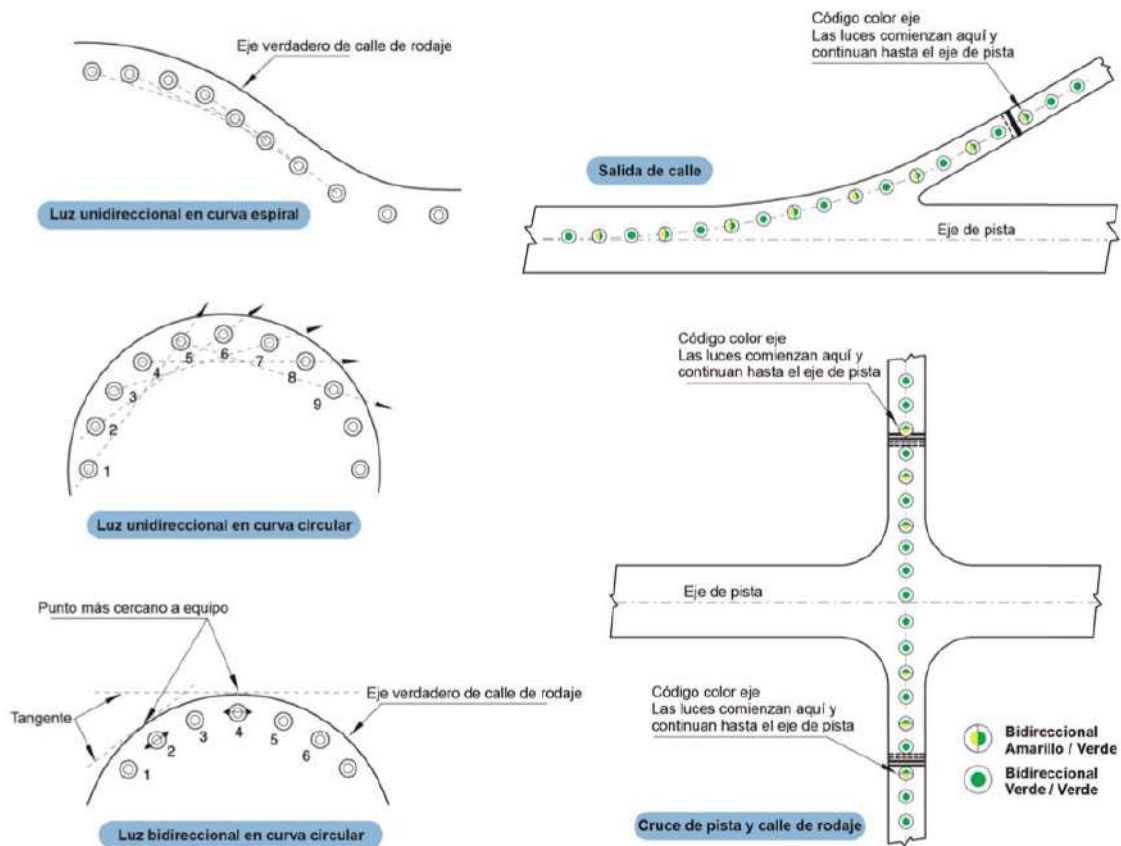 Eje verdadero de calle de rodaje
Luz unidireccional en curva espiral
Código color eje
Las luces comienzan aquí y
continuan hasta el eje de pista
Salida de calle
Eje de pista
1
2
3
4
5
6
7
8
9
Luz unidireccional en curva circular
Punto más cercano a equipo
Eje verdadero de calle de rodaje
Tangente
1
2
3
4
5
6
Luz bidireccional en curva circular
Código color eje
Las luces comienzan aquí y
continuan hasta el eje de pista
Eje de pista
Código color eje
Las luces comienzan aquí y
continuan hasta el eje de pista
Bidireccional
Amarillo / Verde
Bidireccional
Verde / Verde
Cruce de pista y calle de rodaje